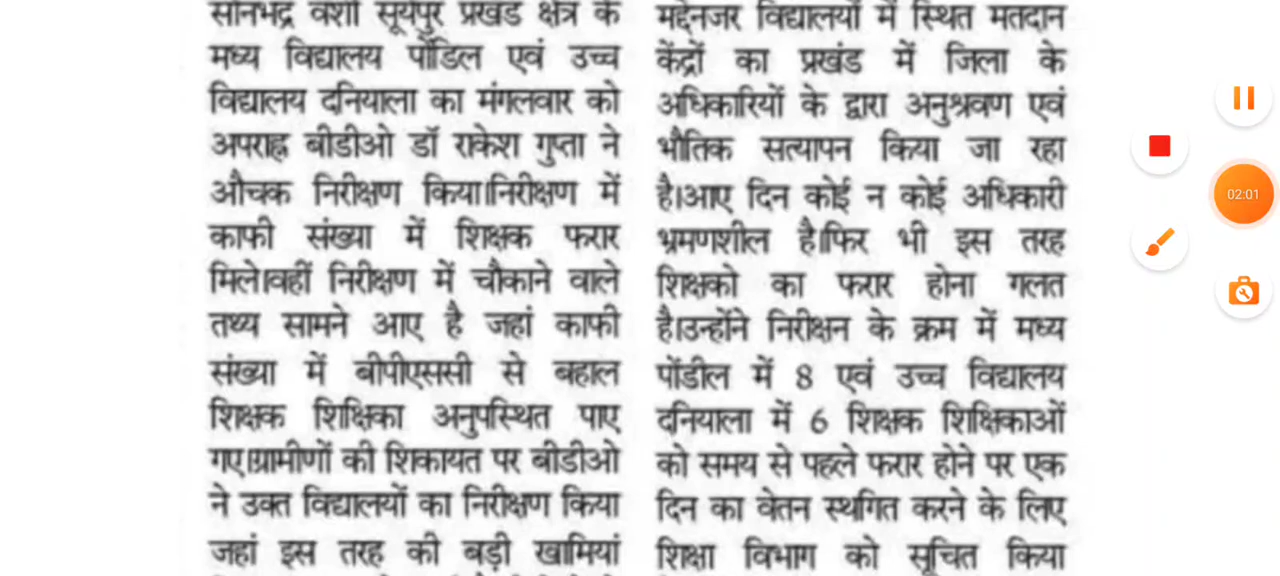 सोनभद्र वंशी सूर्यपुर प्रखंड क्षेत्र के
मध्य विद्यालय पोंडिल एवं उच्च
विद्यालय दनियाला का मंगलवार को
अपराह्न बीडीओ डॉ राकेश गुप्ता ने
औचक निरीक्षण किया।निरीक्षण में
काफी संख्या में शिक्षक फरार
मिले।वहीं निरीक्षण में चौकाने वाले
तथ्य सामने आए है जहां काफी
संख्या में बीपीएससी से बहाल
शिक्षक शिक्षिका अनुपस्थित पाए
गए।ग्रामीणों की शिकायत पर बीडीओ
ने उक्त विद्यालयों का निरीक्षण किया
जहां इस तरह की बड़ी खामियां
मद्देनजर विद्यालयों में स्थित मतदान
केंद्रों का प्रखंड में जिला के
अधिकारियों के द्वारा अनुश्रवण एवं
भौतिक सत्यापन किया जा रहा
है।आए दिन कोई न कोई अधिकारी
भ्रमणशील है।फिर भी इस तरह
शिक्षको का फरार होना गलत
है।उन्होंने निरीक्षन के क्रम में मध्य
पोंडील में 8 एवं उच्च विद्यालय
दनियाला में 6 शिक्षक शिक्षिकाओं
को समय से पहले फरार होने पर एक
दिन का वेतन स्थगित करने के लिए
शिक्षा विभाग को सूचित किया
02:01